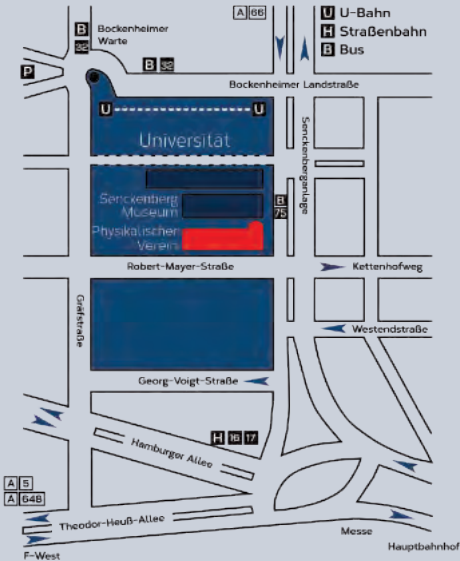 A 66
U U-Bahn
H Straßenbahn
B Bus
B
32
Bockenheimer
Warte
B 32
P
Bockenheimer Landstraße
U
U
Universität
Senckenberganlage
Senckenberg
Museum
B
75
Physikalischer
Verein
Robert-Mayer-Straße
Kettenhofweg
Gräfstraße
Westendstraße
Georg-Voigt-Straße
H 16 17
Hamburger Allee
A 5
A 648
Theodor-Heuß-Allee
Messe
Hauptbahnhof
F-West